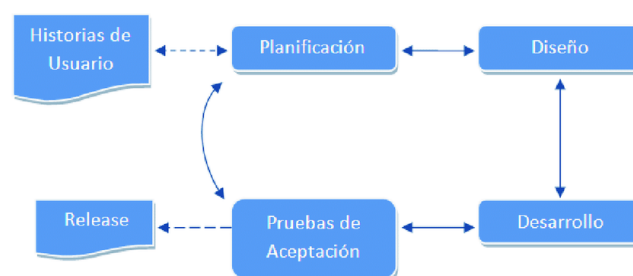 Historias de
Usuario
Planificación
Diseño
Release
Pruebas de
Aceptación
Desarrollo